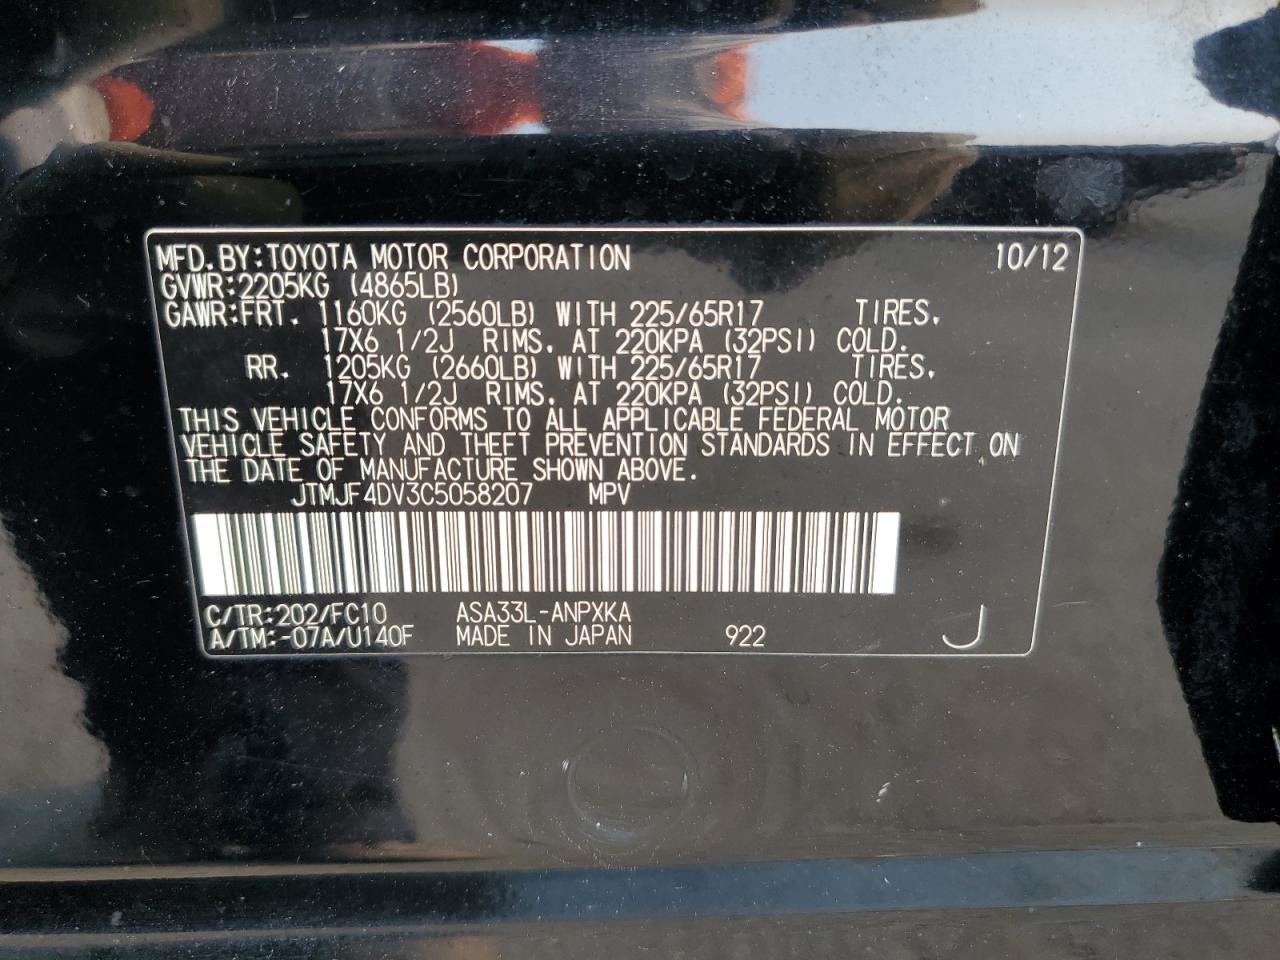 MFD. BY: TOYOTA MOTOR CORPORATION 10/12
GVWR: 2205KG (4865LB)
GAWR: FRT. 1160KG (2560LB) WITH 225/65R17 TIRES.
17X6 1/2J RIMS. AT 220KPA (32PSI) COLD.
RR. 1205KG (2660LB) WITH 225/65R17 TIRES.
17X6 1/2J RIMS. AT 220KPA (32PSI) COLD.
THIS VEHICLE CONFORMS TO ALL APPLICABLE FEDERAL MOTOR
VEHICLE SAFETY AND THEFT PREVENTION STANDARDS IN EFFECT ON
THE DATE OF MANUFACTURE SHOWN ABOVE.
JTMJF4DV3C5058207 MPV
C/TR: 202/FC10 ASA33L-ANPXKA
A/TM: -07A/U140F MADE IN JAPAN 922 J